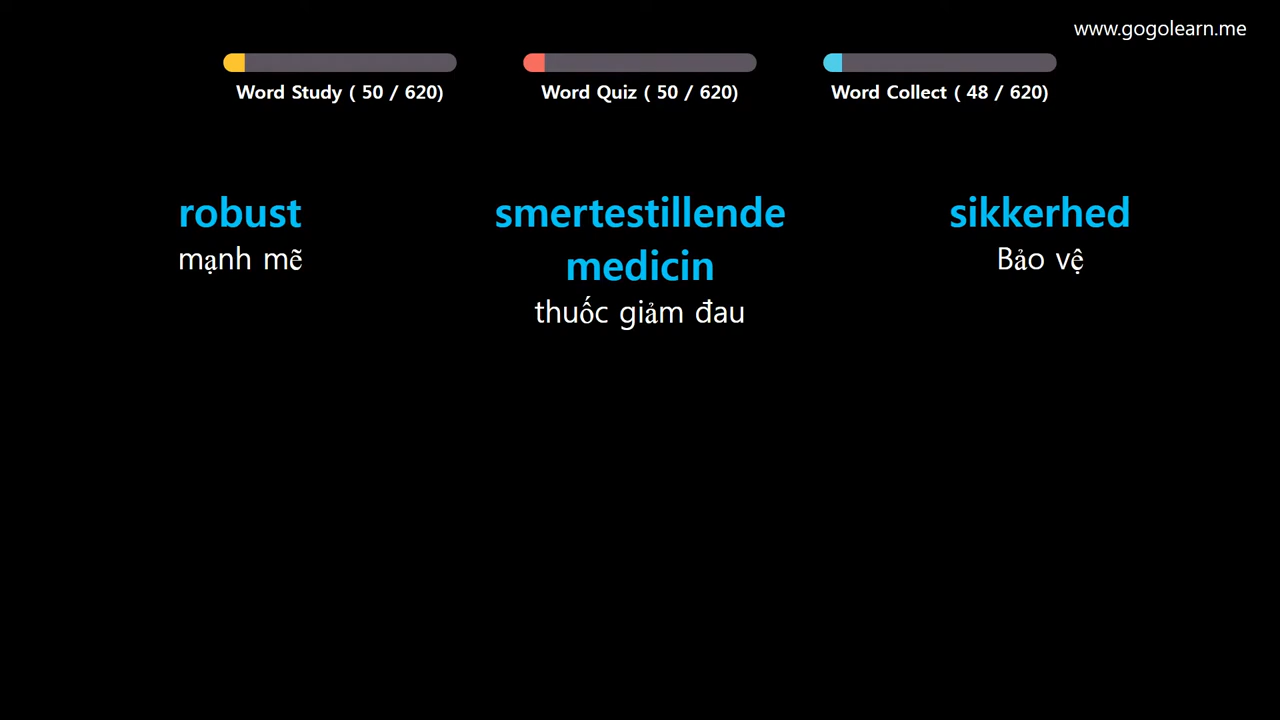 www.gogolearn.me
Word Study ( 50 / 620)
Word Quiz ( 50 / 620)
Word Collect ( 48 / 620)
robust
mạnh mẽ
smertestillende
medicin
thuốc giảm đau
sikkerhed
Bảo vệ